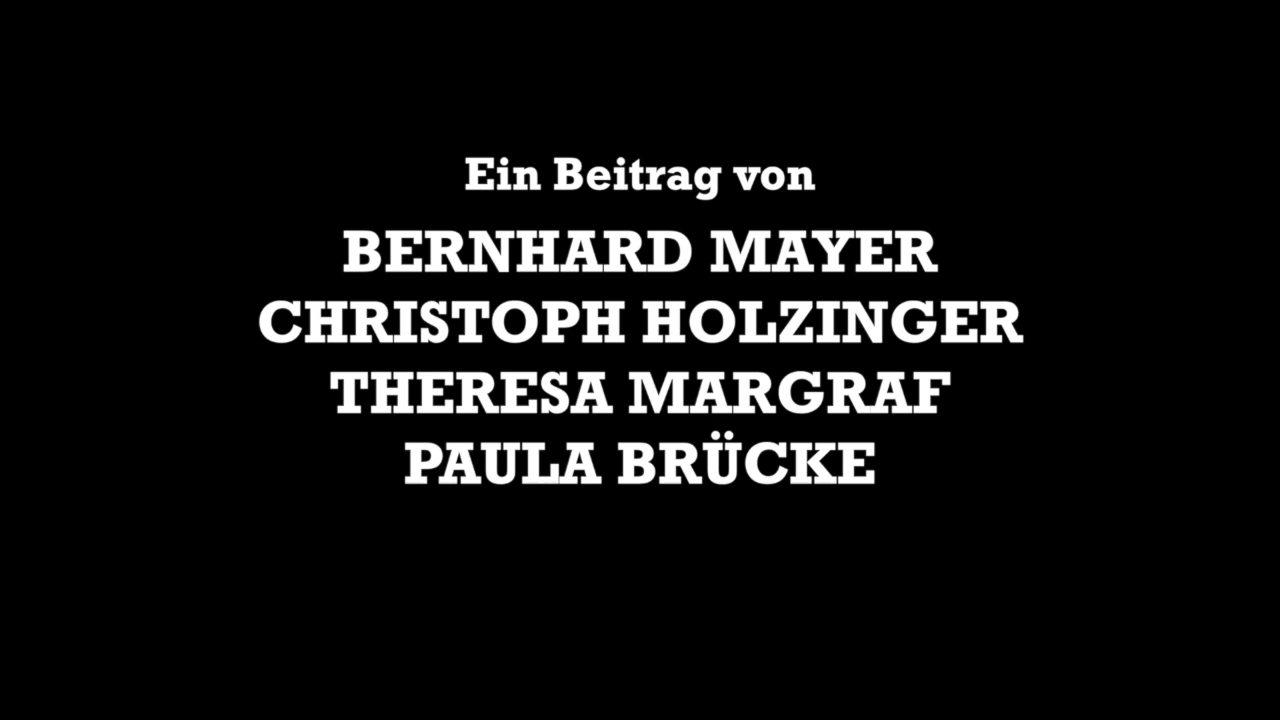 Ein Beitrag von
BERNHARD MAYER
CHRISTOPH HOLZINGER
THERESA MARGRAF
PAULA BRÜCKE